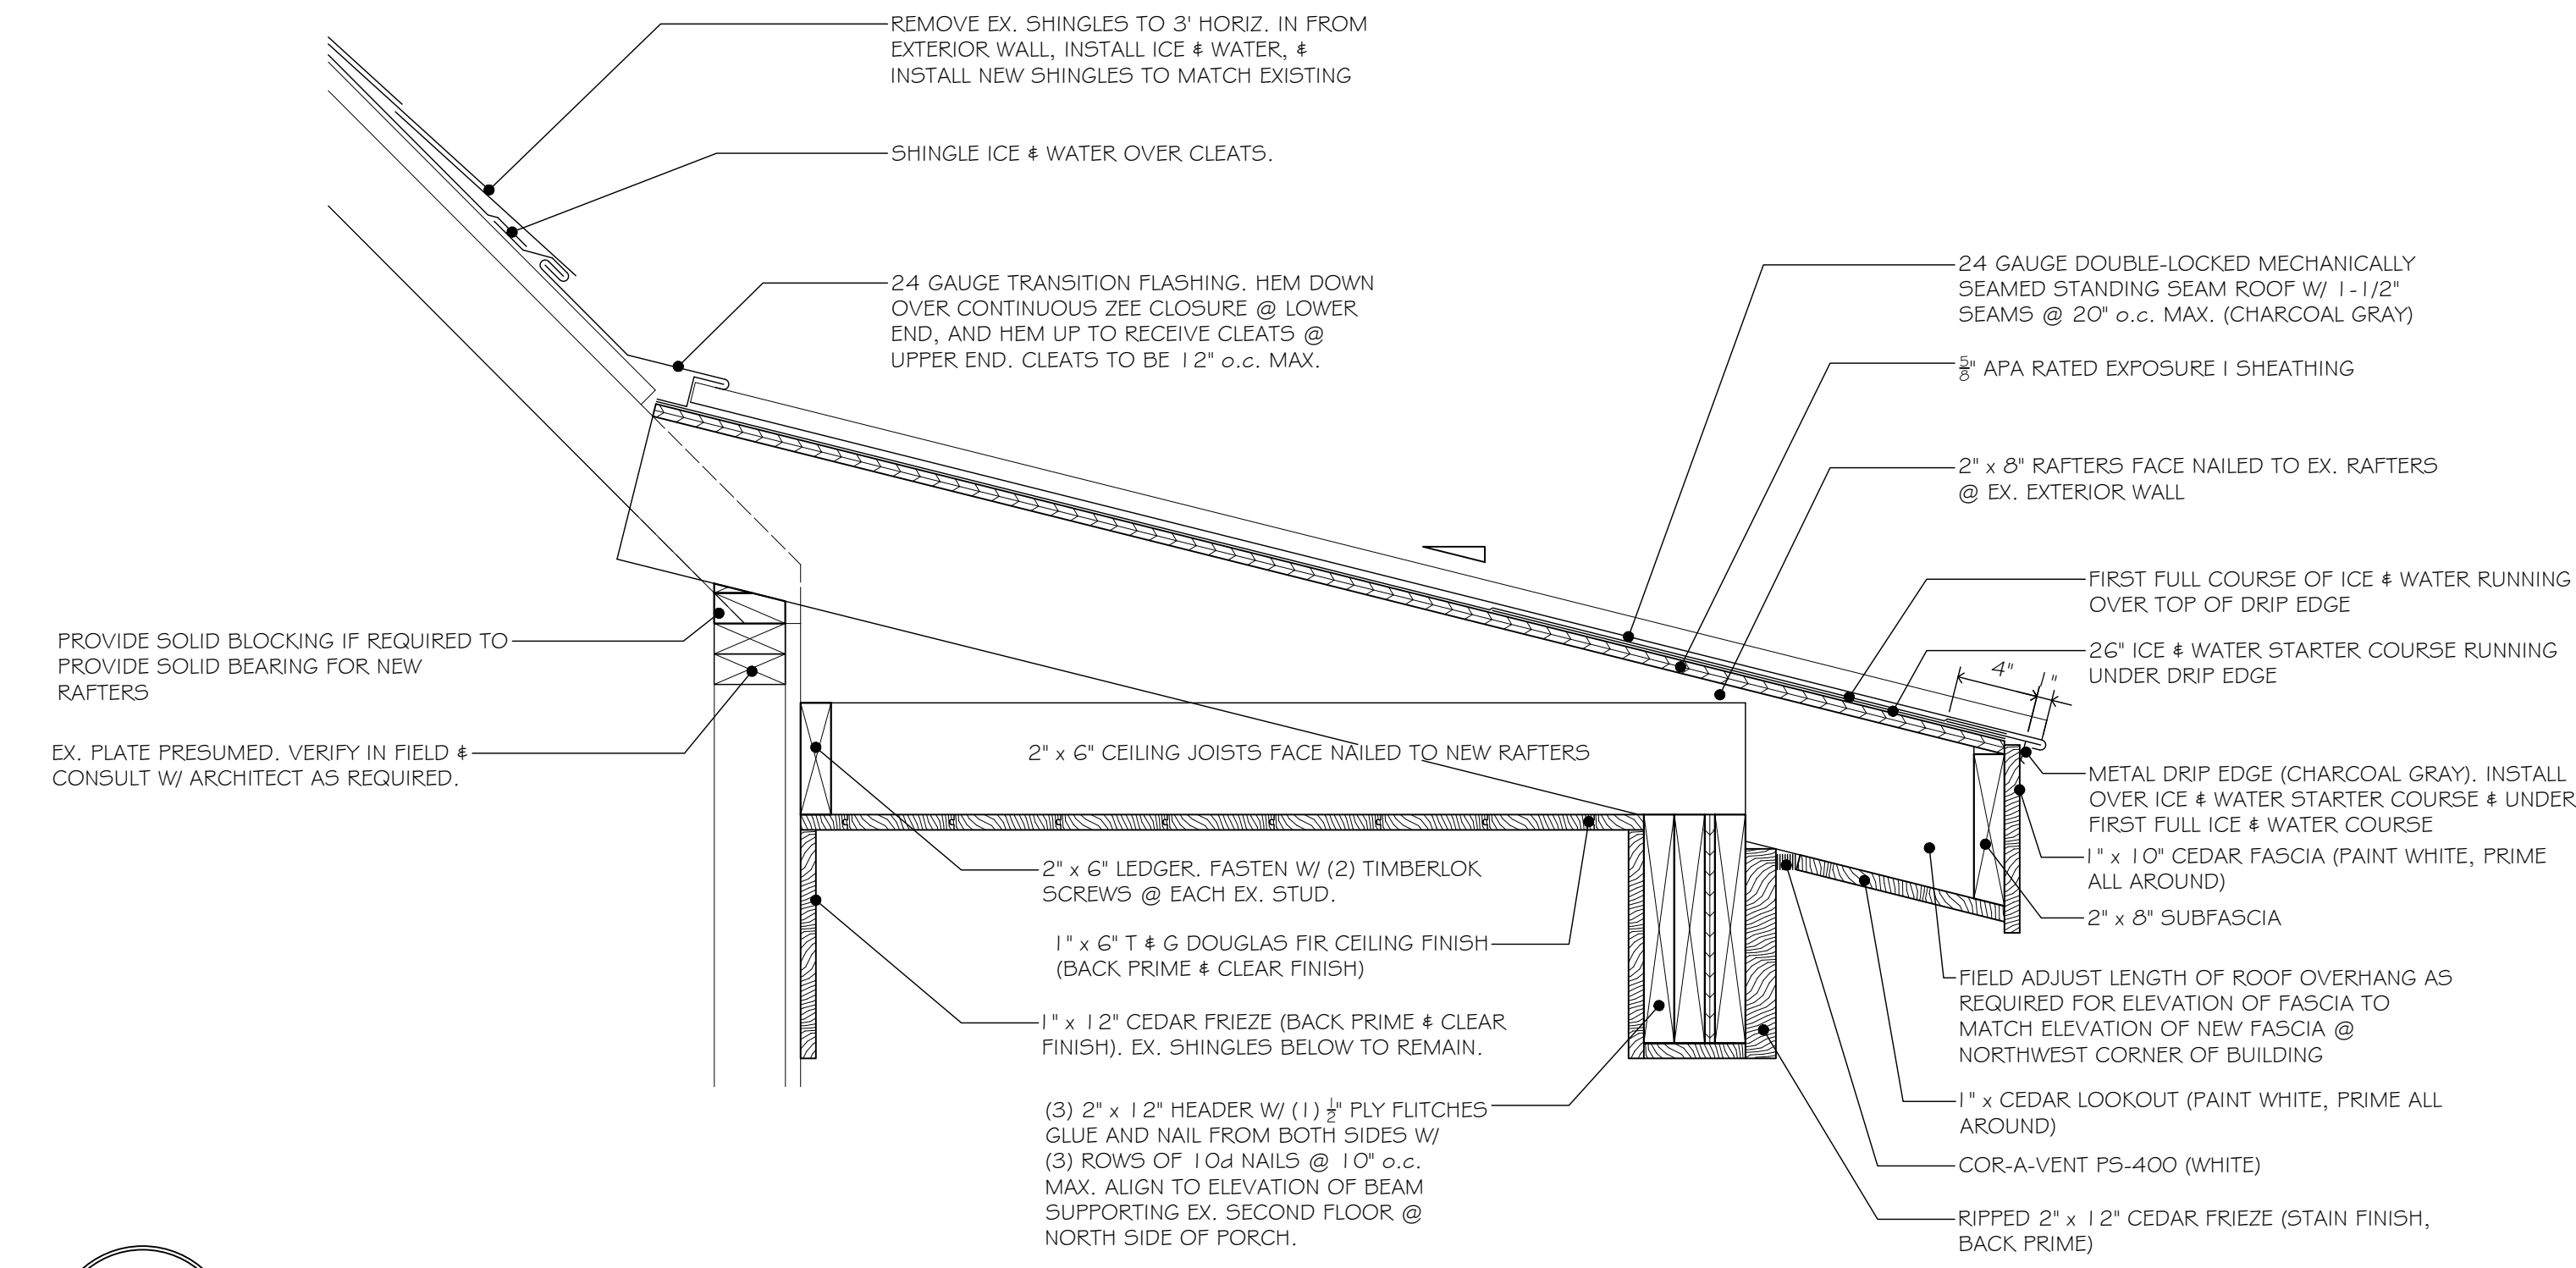 REMOVE EX. SHINGLES TO 3' HORIZ. IN FROM
EXTERIOR WALL, INSTALL ICE & WATER, &
INSTALL NEW SHINGLES TO MATCH EXISTING
SHINGLE ICE & WATER OVER CLEATS.
24 GAUGE TRANSITION FLASHING. HEM DOWN
OVER CONTINUOUS ZEE CLOSURE @ LOWER
END, AND HEM UP TO RECEIVE CLEATS @
UPPER END. CLEATS TO BE 12" o.c. MAX.
24 GAUGE DOUBLE-LOCKED MECHANICALLY
SEAMED STANDING SEAM ROOF W/ 1-1/2"
SEAMS @ 20" o.c. MAX. (CHARCOAL GRAY)
5/8" APA RATED EXPOSURE I SHEATHING
2" x 8" RAFTERS FACE NAILED TO EX. RAFTERS
@ EX. EXTERIOR WALL
FIRST FULL COURSE OF ICE & WATER RUNNING
OVER TOP OF DRIP EDGE
26" ICE & WATER STARTER COURSE RUNNING
UNDER DRIP EDGE
4"
1"
METAL DRIP EDGE (CHARCOAL GRAY). INSTALL
OVER ICE & WATER STARTER COURSE & UNDER
FIRST FULL ICE & WATER COURSE
1" x 10" CEDAR FASCIA (PAINT WHITE, PRIME
ALL AROUND)
2" x 8" SUBFASCIA
FIELD ADJUST LENGTH OF ROOF OVERHANG AS
REQUIRED FOR ELEVATION OF FASCIA TO
MATCH ELEVATION OF NEW FASCIA @
NORTHWEST CORNER OF BUILDING
1" x CEDAR LOOKOUT (PAINT WHITE, PRIME ALL
AROUND)
COR-A-VENT PS-400 (WHITE)
RIPPED 2" x 12" CEDAR FRIEZE (STAIN FINISH,
BACK PRIME)
PROVIDE SOLID BLOCKING IF REQUIRED TO
PROVIDE SOLID BEARING FOR NEW
RAFTERS
EX. PLATE PRESUMED. VERIFY IN FIELD &
CONSULT W/ ARCHITECT AS REQUIRED.
2" x 6" CEILING JOISTS FACE NAILED TO NEW RAFTERS
2" x 6" LEDGER. FASTEN W/ (2) TIMBERLOK
SCREWS @ EACH EX. STUD.
1" x 6" T & G DOUGLAS FIR CEILING FINISH
(BACK PRIME & CLEAR FINISH)
1" x 12" CEDAR FRIEZE (BACK PRIME & CLEAR
FINISH). EX. SHINGLES BELOW TO REMAIN.
(3) 2" x 12" HEADER W/ (1) 1/2" PLY FLITCHES
GLUE AND NAIL FROM BOTH SIDES W/
(3) ROWS OF 10d NAILS @ 10" o.c.
MAX. ALIGN TO ELEVATION OF BEAM
SUPPORTING EX. SECOND FLOOR @
NORTH SIDE OF PORCH.